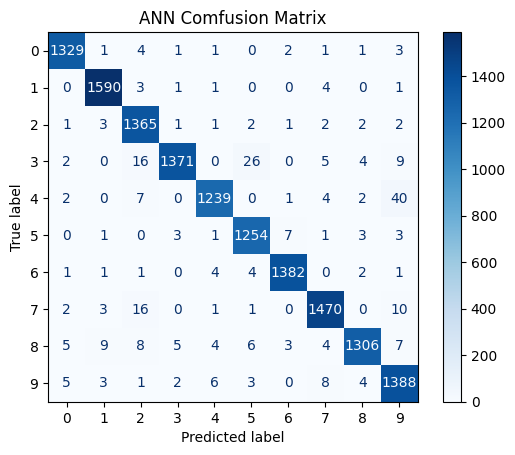 ANN Comfusion Matrix
0 1329 1 4 1 1 0 2 1 1 3
1 0 1590 3 1 1 0 0 4 0 1
2 1 3 1365 1 1 2 1 2 2 2
3 2 0 16 1371 0 26 0 5 4 9
4 2 0 7 0 1239 0 1 4 2 40
5 0 1 0 3 1 1254 7 1 3 3
6 1 1 1 0 4 4 1382 0 2 1
7 2 3 16 0 1 1 0 1470 0 10
8 5 9 8 5 4 6 3 4 1306 7
9 5 3 1 2 6 3 0 8 4 1388
0 1 2 3 4 5 6 7 8 9
Predicted label
True label
1400
1200
1000
800
600
400
200
0